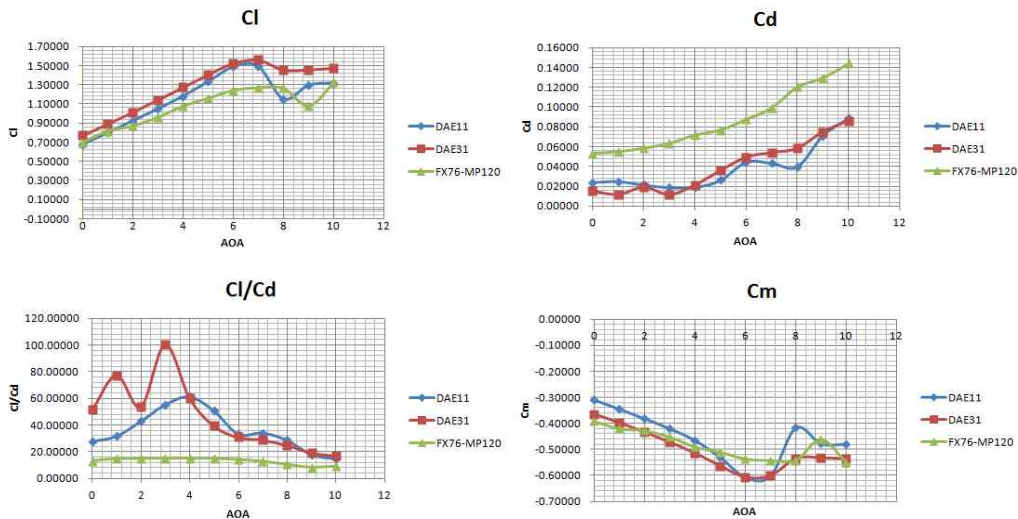 Cl
1.70000
1.50000
1.30000
1.10000
0.90000
0.70000
0.50000
0.30000
0.10000
-0.10000
Cl
0 2 4 6 8 10 12
AOA
DAE11
DAE31
FX76-MP120
Cd
0.16000
0.14000
0.12000
0.10000
0.08000
0.06000
0.04000
0.02000
0.00000
Cd
0 2 4 6 8 10 12
AOA
DAE11
DAE31
FX76-MP120
Cl/Cd
120.00000
100.00000
80.00000
60.00000
40.00000
20.00000
0.00000
Cl/Cd
0 2 4 6 8 10 12
AOA
DAE11
DAE31
FX76-MP120
Cm
0.00000
-0.10000
-0.20000
-0.30000
-0.40000
-0.50000
-0.60000
-0.70000
Cm
0 2 4 6 8 10 12
AOA
DAE11
DAE31
FX76-MP120